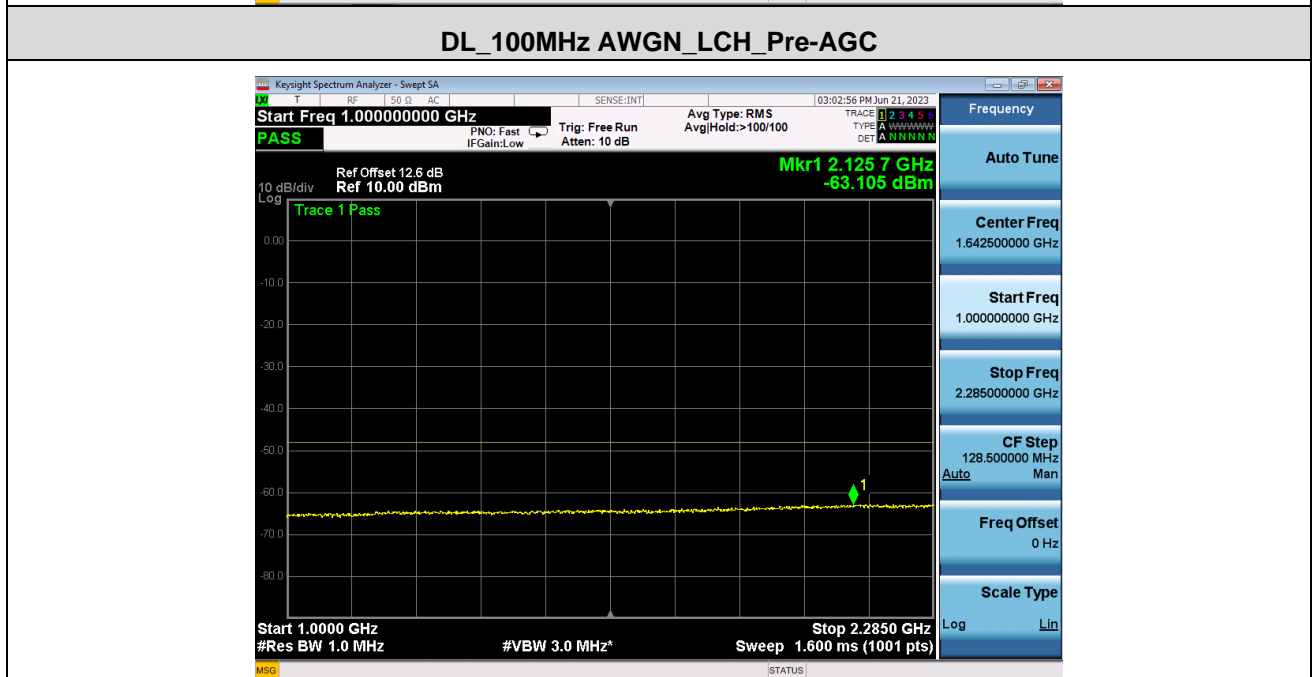 DL_100MHz AWGN_LCH_Pre-AGC
Keysight Spectrum Analyzer - Swept SA
LXI T RF 50 Ω AC SENSE:INT 03:02:56 PM Jun 21, 2023
Start Freq 1.000000000 GHz
PASS
PNO: Fast
IFGain:Low
Trig: Free Run
Atten: 10 dB
Avg Type: RMS
Avg|Hold:>100/100
TRACE 1 2 3 4 5 6
TYPE A WWWWW
DET A N N N N N
Mkr1 2.125 7 GHz
-63.105 dBm
Ref Offset 12.6 dB
10 dB/div Ref 10.00 dBm
Log
Trace 1 Pass
0.00
-10.0
-20.0
-30.0
-40.0
-50.0
-60.0
-70.0
-80.0
1
Start 1.0000 GHz Stop 2.2850 GHz
#Res BW 1.0 MHz #VBW 3.0 MHz* Sweep 1.600 ms (1001 pts)
MSG STATUS
Frequency
Auto Tune
Center Freq
1.642500000 GHz
Start Freq
1.000000000 GHz
Stop Freq
2.285000000 GHz
CF Step
128.500000 MHz
Auto Man
Freq Offset
0 Hz
Scale Type
Log Lin